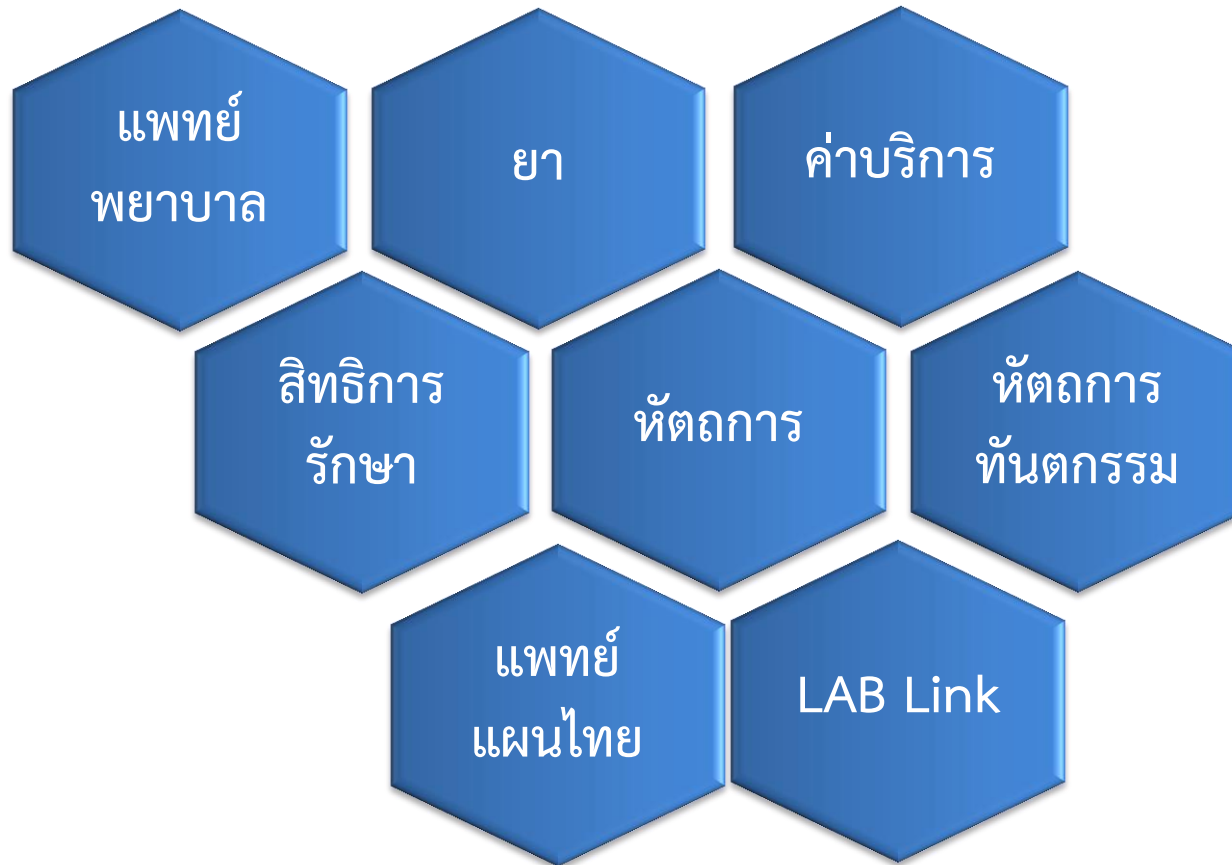 แพทย์
พยาบาล
ยา
ค่าบริการ
สิทธิการ
รักษา
หัตถการ
หัตถการ
ทันตกรรม
แพทย์
แผนไทย
LAB Link